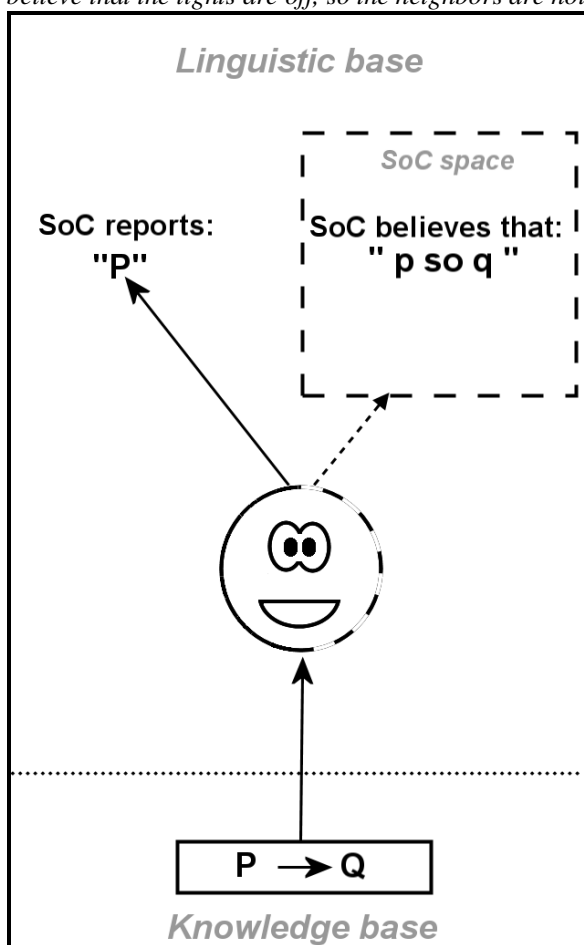 believe that the lights are off, so the neighbors are not
Linguistic base
SoC space
SoC reports:
"P"
SoC believes that:
" p so q "
P → Q
Knowledge base